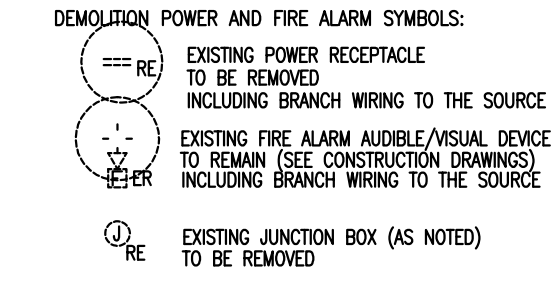 DEMOLITION POWER AND FIRE ALARM SYMBOLS:
RE EXISTING POWER RECEPTACLE
TO BE REMOVED
INCLUDING BRANCH WIRING TO THE SOURCE
EXISTING FIRE ALARM AUDIBLE/VISUAL DEVICE
TO REMAIN (SEE CONSTRUCTION DRAWINGS)
F ER INCLUDING BRANCH WIRING TO THE SOURCE
J EXISTING JUNCTION BOX (AS NOTED)
RE TO BE REMOVED